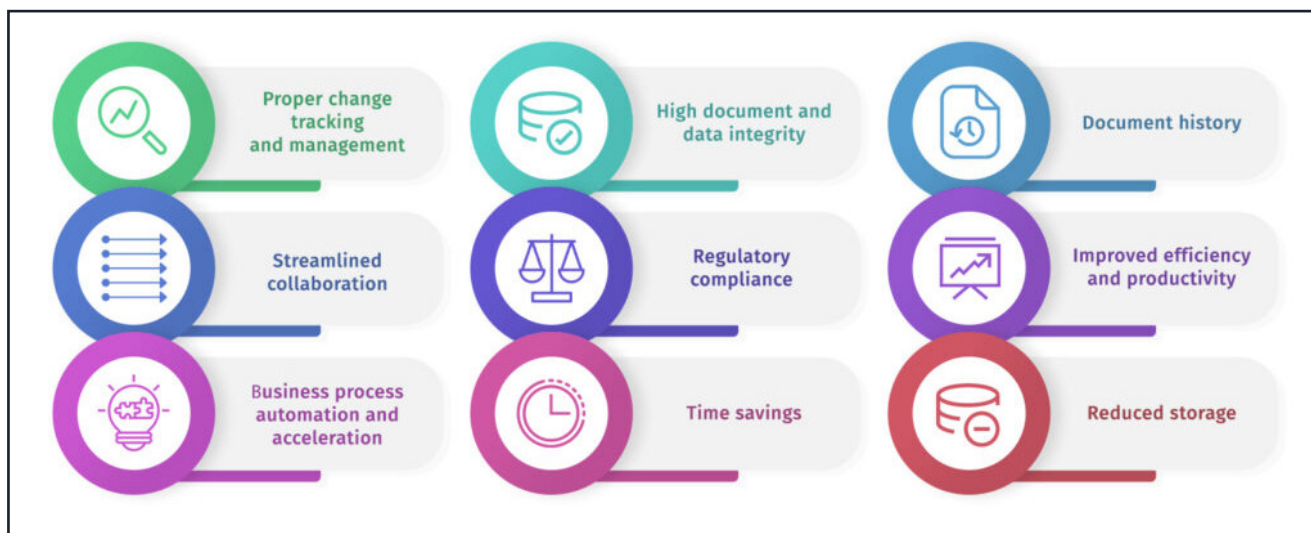 Proper change
tracking
and management
High document and
data integrity
Document history
Streamlined
collaboration
Regulatory
compliance
Improved efficiency
and productivity
Business process
automation and
acceleration
Time savings
Reduced storage